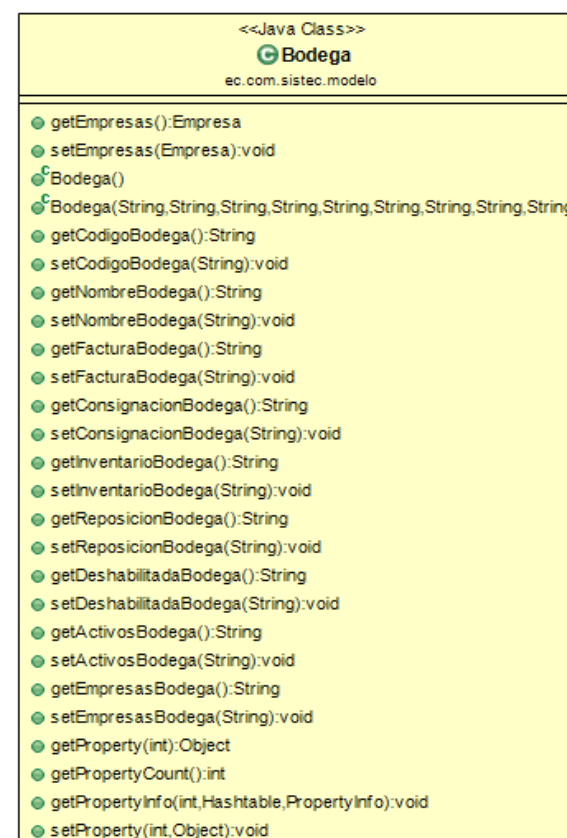 <<Java Class>>
Bodega
ec.com.sistec.modelo
getEmpresas():Empresa
setEmpresas(Empresa):void
Bodega()
Bodega(String,String,String,String,String,String,String,String,String
getCodigoBodega():String
setCodigoBodega(String):void
getNombreBodega():String
setNombreBodega(String):void
getFacturaBodega():String
setFacturaBodega(String):void
getConsignacionBodega():String
setConsignacionBodega(String):void
getInventarioBodega():String
setInventarioBodega(String):void
getReposicionBodega():String
setReposicionBodega(String):void
getDeshabilitadaBodega():String
setDeshabilitadaBodega(String):void
getActivosBodega():String
setActivosBodega(String):void
getEmpresasBodega():String
setEmpresasBodega(String):void
getProperty(int):Object
getPropertyCount():int
getPropertyInfo(int,Hashtable,PropertyInfo):void
setProperty(int,Object):void